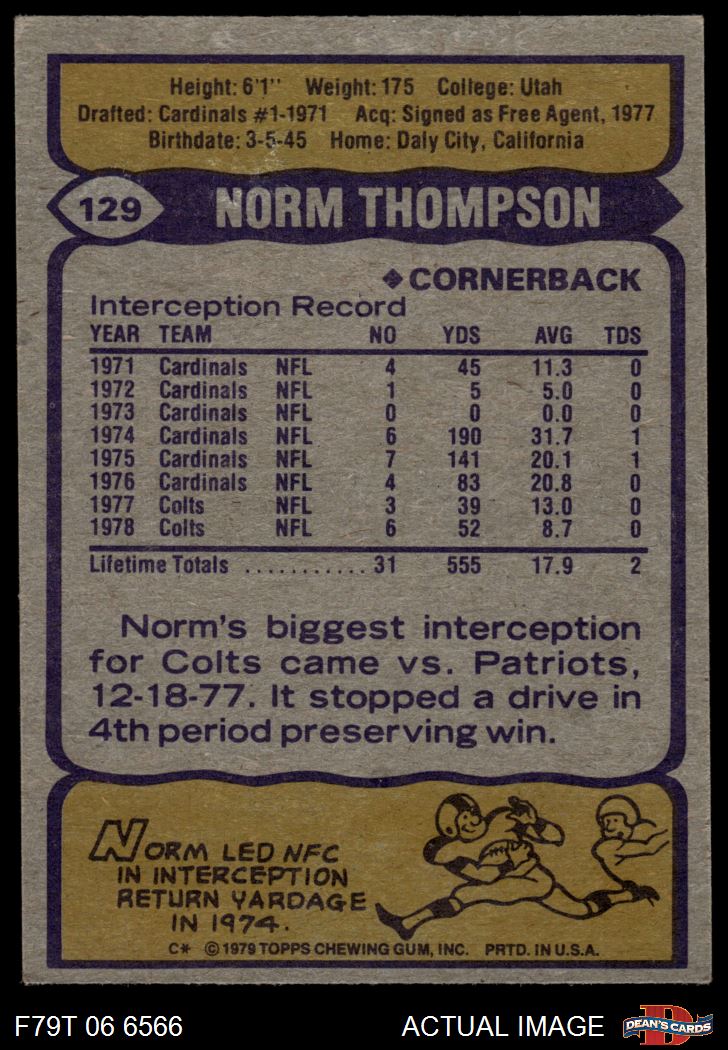 Height: 6'1'' Weight: 175 College: Utah
Drafted: Cardinals #1-1971 Acq: Signed as Free Agent, 1977
Birthdate: 3-5-45 Home: Daly City, California
129 NORM THOMPSON
CORNERBACK
Interception Record
YEAR TEAM NO YDS AVG TDS
1971 Cardinals NFL 4 45 11.3 0
1972 Cardinals NFL 1 5 5.0 0
1973 Cardinals NFL 0 0 0.0 0
1974 Cardinals NFL 6 190 31.7 1
1975 Cardinals NFL 7 141 20.1 1
1976 Cardinals NFL 4 83 20.8 0
1977 Colts NFL 3 39 13.0 0
1978 Colts NFL 6 52 8.7 0
Lifetime Totals ........... 31 555 17.9 2
Norm's biggest interception
for Colts came vs. Patriots,
12-18-77. It stopped a drive in
4th period preserving win.
NORM LED NFC
IN INTERCEPTION
RETURN YARDAGE
IN 1974.
C* © 1979 TOPPS CHEWING GUM, INC. PRTD. IN U.S.A.
F79T 06 6566 ACTUAL IMAGE D DEAN'S CARDS